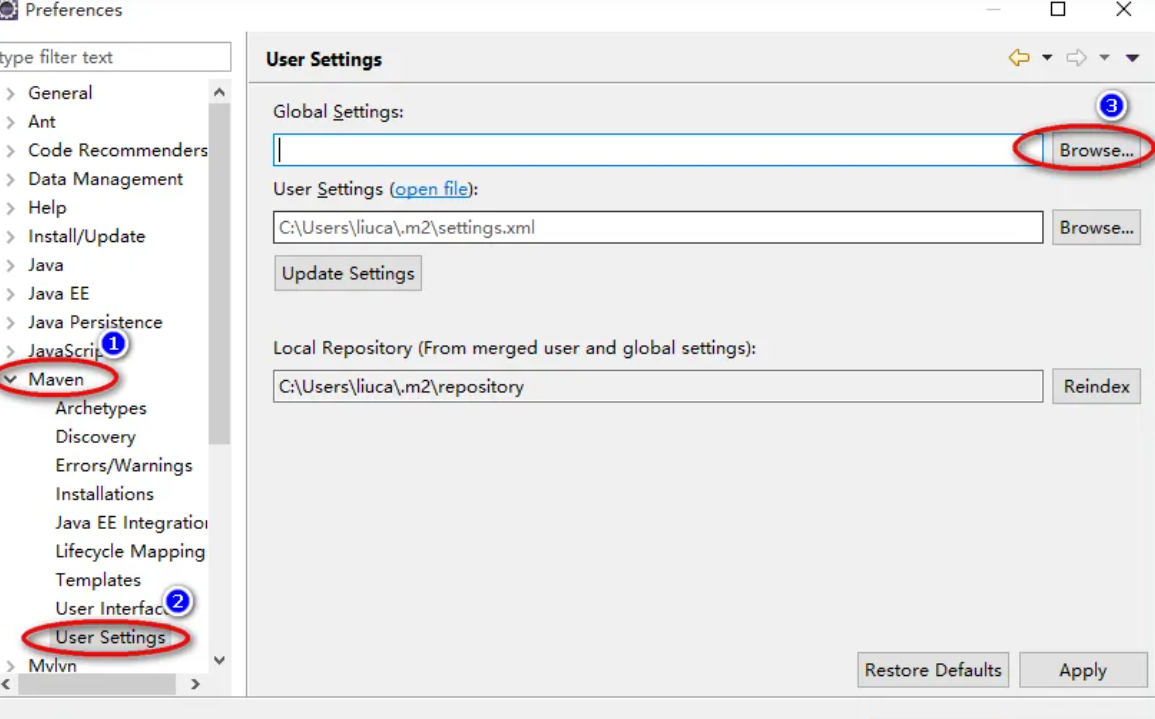 Preferences
type filter text
General
Ant
Code Recommenders
Data Management
Help
Install/Update
Java
Java EE
Java Persistence
JavaScrip
1
Maven
Archetypes
Discovery
Errors/Warnings
Installations
Java EE Integration
Lifecycle Mapping
Templates
User Interfac
2
User Settings
Mylyn
User Settings
Global Settings:
3
Browse...
User Settings (open file):
C:\Users\liuca\.m2\settings.xml
Browse...
Update Settings
Local Repository (From merged user and global settings):
C:\Users\liuca\.m2\repository
Reindex
Restore Defaults
Apply